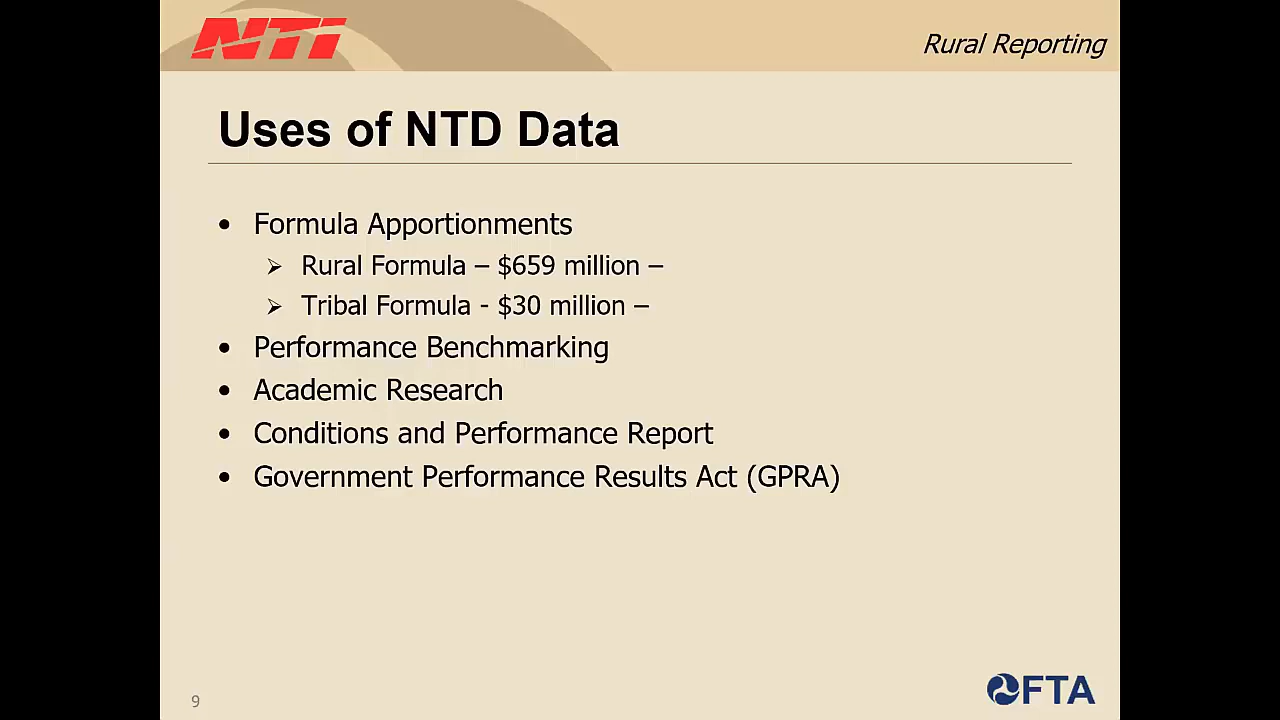 NTI
Rural Reporting
Uses of NTD Data
• Formula Apportionments
➢ Rural Formula – $659 million –
➢ Tribal Formula - $30 million –
• Performance Benchmarking
• Academic Research
• Conditions and Performance Report
• Government Performance Results Act (GPRA)
9
FTA